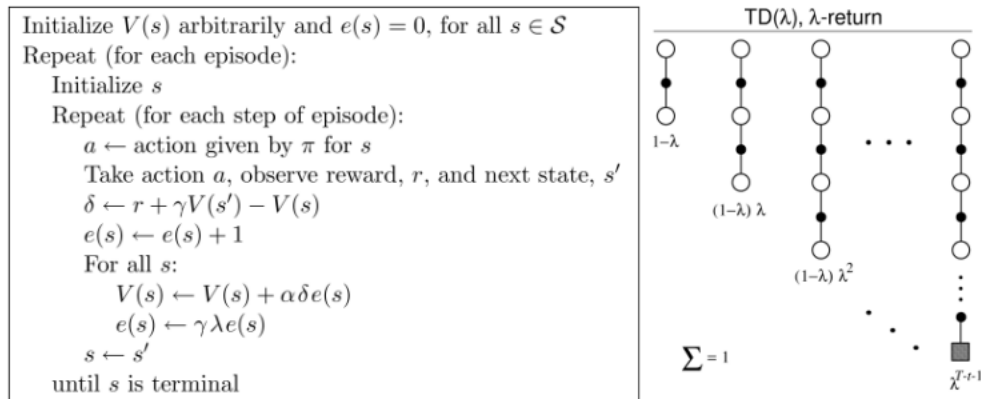 Initialize V(s) arbitrarily and e(s) = 0, for all s ∈ 𝒮
Repeat (for each episode):
Initialize s
Repeat (for each step of episode):
a ← action given by π for s
Take action a, observe reward, r, and next state, s′
δ ← r + γV(s′) − V(s)
e(s) ← e(s) + 1
For all s:
V(s) ← V(s) + αδe(s)
e(s) ← γλe(s)
s ← s′
until s is terminal
TD(λ), λ-return
1−λ
(1−λ) λ
(1−λ) λ²
∑ = 1
λ^{T-t-1}